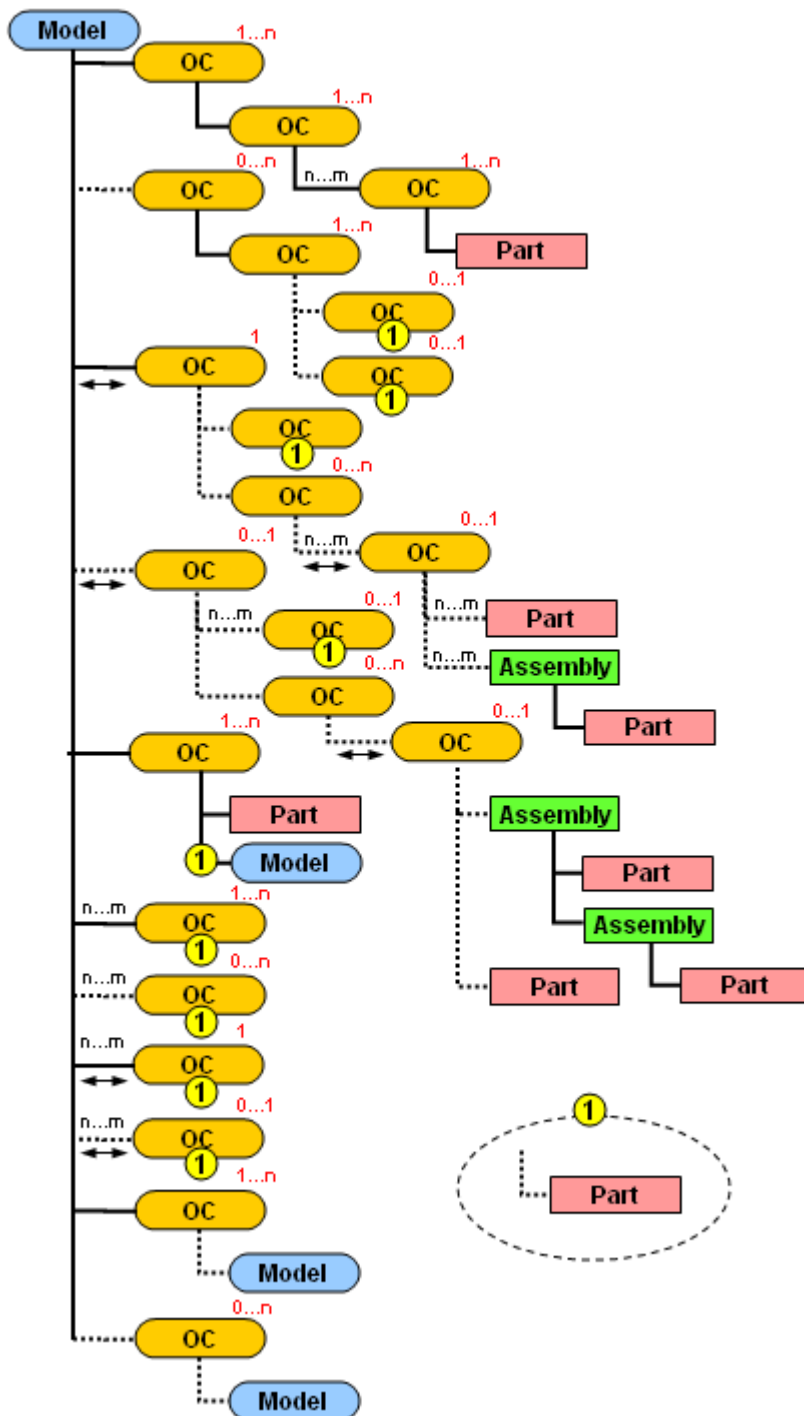 Model
1...n
OC
1...n
OC
0...n
OC
n...m
1...n
OC
1...n
OC
Part
0...1
OC
1
0...1
OC
1
1
OC
OC
1
0...n
OC
0...1
OC
n...m
0...1
OC
n...m
0...1
OC
1
n...m
Part
n...m
Assembly
0...n
OC
Part
1...n
OC
0...1
OC
Part
Assembly
1
Model
Part
1...n
n...m
OC
1
Assembly
0...n
n...m
OC
1
Part
Part
1
n...m
OC
1
0...1
n...m
OC
1
1
Part
1...n
OC
Model
0...n
OC
Model